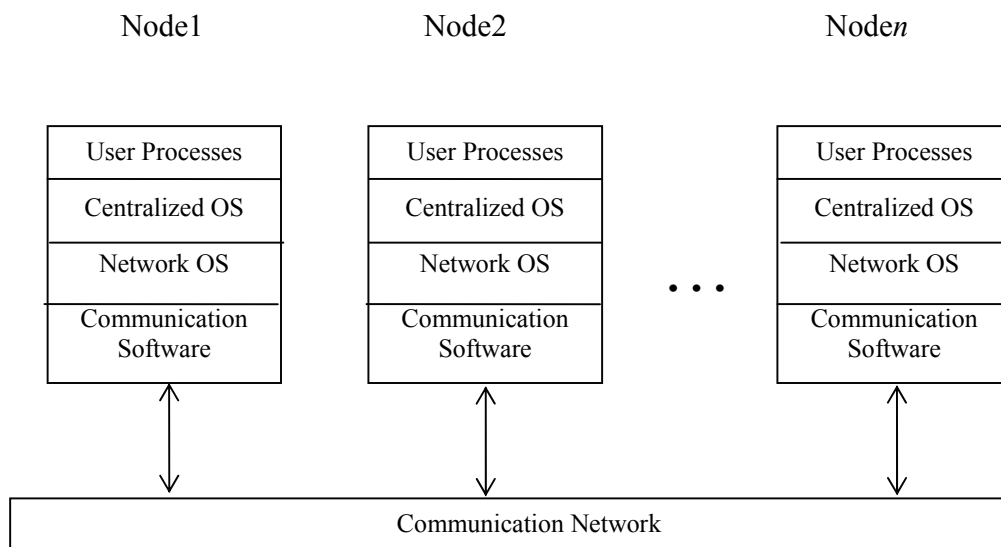 Node1
Node2
Noden
User Processes
Centralized OS
Network OS
Communication
Software
User Processes
Centralized OS
Network OS
Communication
Software
...
User Processes
Centralized OS
Network OS
Communication
Software
Communication Network